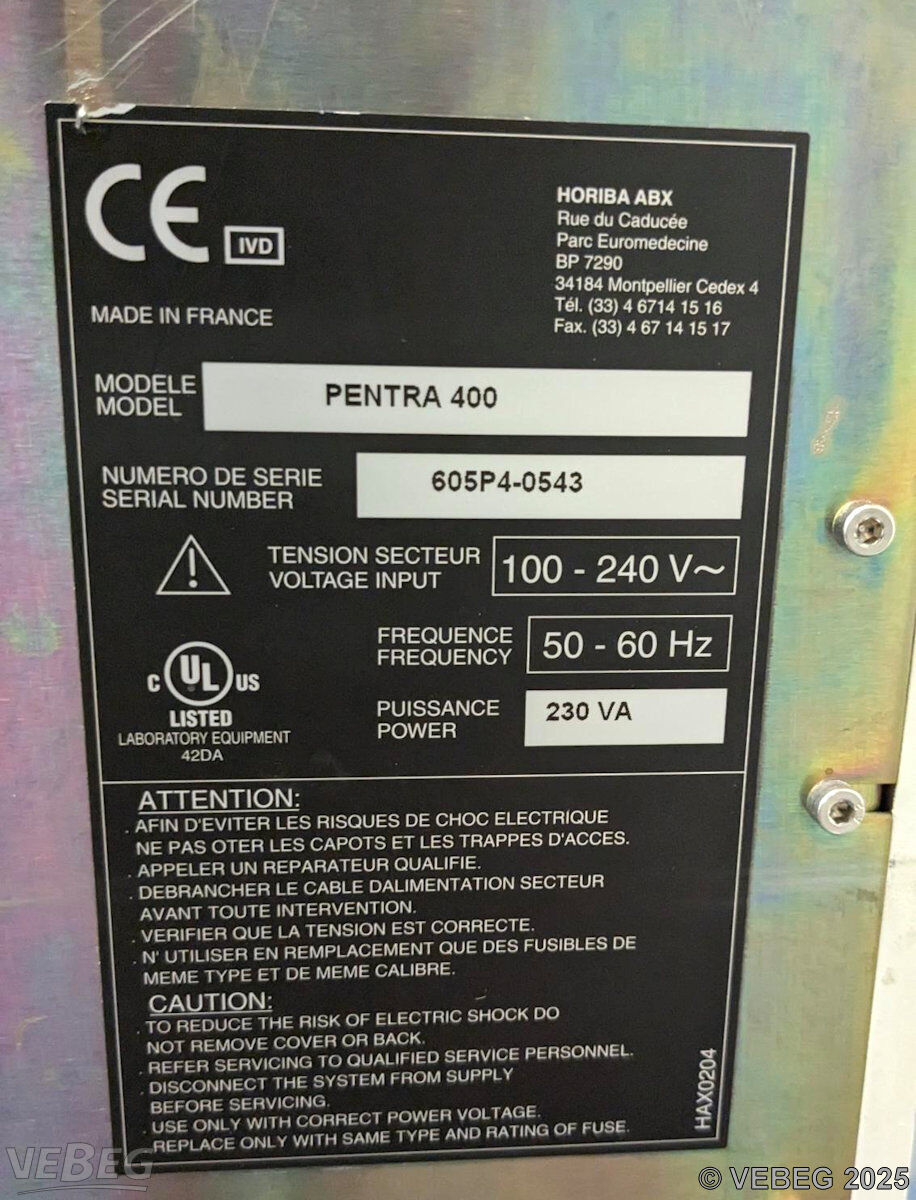 CE IVD
HORIBA ABX
Rue du Caducée
Parc Euromedecine
BP 7290
34184 Montpellier Cedex 4
Tél. (33) 4 6714 15 16
Fax. (33) 4 67 14 15 17
MADE IN FRANCE
MODELE
MODEL
PENTRA 400
NUMERO DE SERIE
SERIAL NUMBER
605P4-0543
TENSION SECTEUR
VOLTAGE INPUT
100 - 240 V~
FREQUENCE
FREQUENCY
50 - 60 Hz
C UL US
LISTED
LABORATORY EQUIPMENT
42DA
PUISSANCE
POWER
230 VA
ATTENTION:
. AFIN D'EVITER LES RISQUES DE CHOC ELECTRIQUE
NE PAS OTER LES CAPOTS ET LES TRAPPES D'ACCES.
. APPELER UN REPARATEUR QUALIFIE.
. DEBRANCHER LE CABLE DALIMENTATION SECTEUR
AVANT TOUTE INTERVENTION.
. VERIFIER QUE LA TENSION EST CORRECTE.
. N' UTILISER EN REMPLACEMENT QUE DES FUSIBLES DE
MEME TYPE ET DE MEME CALIBRE.
CAUTION:
. TO REDUCE THE RISK OF ELECTRIC SHOCK DO
NOT REMOVE COVER OR BACK.
. REFER SERVICING TO QUALIFIED SERVICE PERSONNEL.
. DISCONNECT THE SYSTEM FROM SUPPLY
BEFORE SERVICING.
. USE ONLY WITH CORRECT POWER VOLTAGE.
. REPLACE ONLY WITH SAME TYPE AND RATING OF FUSE.
HAX0204
VEBEG
© VEBEG 2025